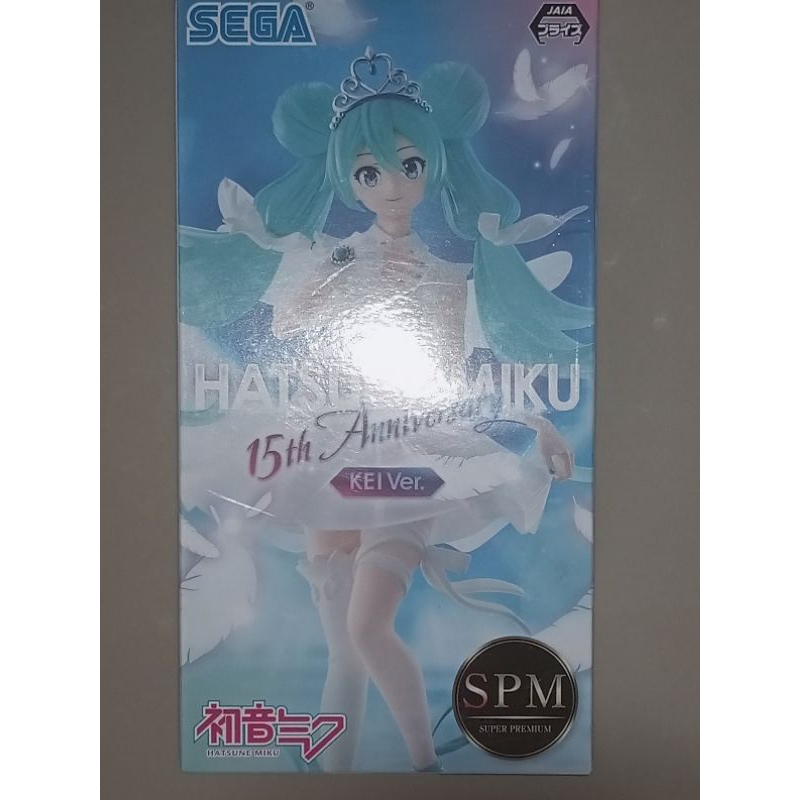 SEGA®
JAIA
プライズ
HATSU MIKU
15th Anniversary
KEI Ver.
初音ミク
HATSUNE MIKU
SPM
SUPER PREMIUM